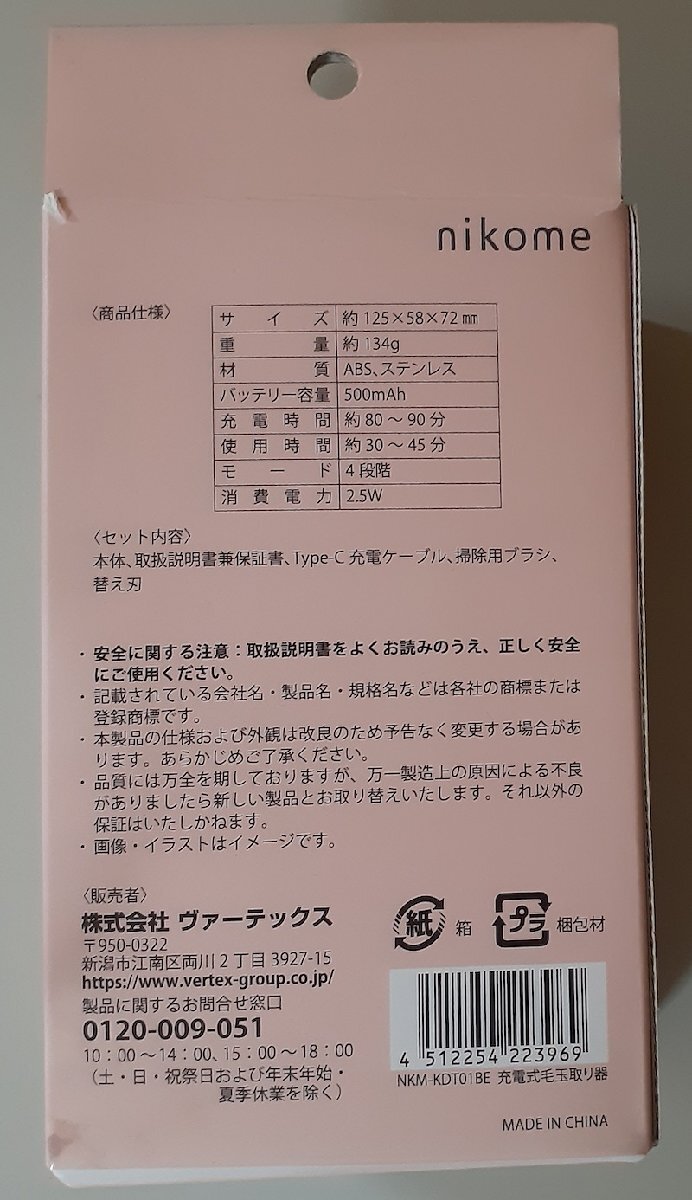 nikome
〈商品仕様〉
サイズ 約125×58×72㎜
重量 約134g
材質 ABS、ステンレス
バッテリー容量 500mAh
充電時間 約80～90分
使用時間 約30～45分
モード 4段階
消費電力 2.5W
〈セット内容〉
本体、取扱説明書兼保証書、Type-C充電ケーブル、掃除用ブラシ、
替え刃
・安全に関する注意：取扱説明書をよくお読みのうえ、正しく安全
にご使用ください。
・記載されている会社名・製品名・規格名などは各社の商標または
登録商標です。
・本製品の仕様および外観は改良のため予告なく変更する場合があ
ります。あらかじめご了承ください。
・品質には万全を期しておりますが、万一製造上の原因による不良
がありましたら新しい製品とお取り替えいたします。それ以外の
保証はいたしかねます。
・画像・イラストはイメージです。
〈販売者〉
株式会社 ヴァーテックス
〒950-0322
新潟市江南区両川2丁目3927-15
https://www.vertex-group.co.jp/
製品に関するお問合せ窓口
0120-009-051
10：00～14：00、15：00～18：00
（土・日・祝祭日および年末年始・
夏季休業を除く）
紙 箱
プラ 梱包材
4 512254 223969
NKM-KDT01BE 充電式毛玉取り器
MADE IN CHINA